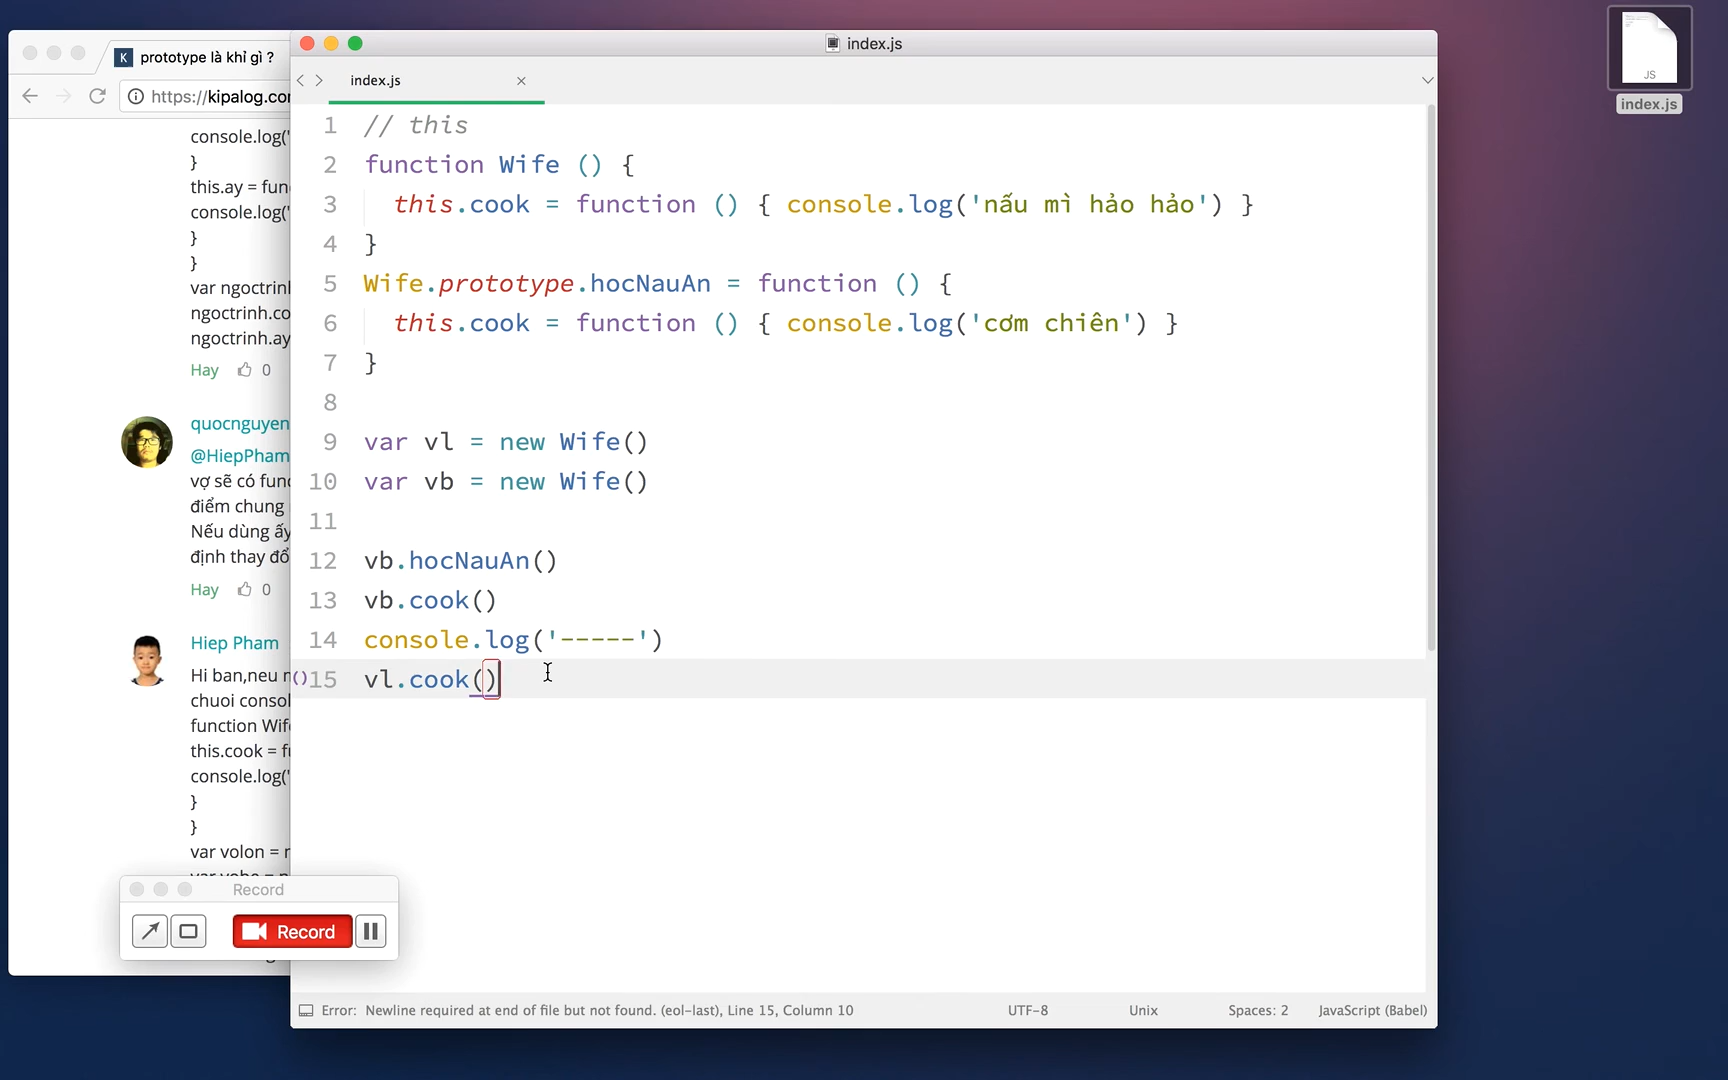 prototype là khỉ gì ?
https://kipalog.co
console.log('
}
this.ay = fun
console.log('
}
}
var ngoctrinh
ngoctrinh.co
ngoctrinh.ay
Hay 0
quocnguyen
@HiepPham
vợ sẽ có func
điểm chung
Nếu dùng ấy
định thay đổ
Hay 0
Hiep Pham
Hi ban,neu
chuoi consol
function Wife
this.cook = f
console.log('
}
}
var volon =
Record
Record
index.js
index.js
1 // this
2 function Wife () {
3 this.cook = function () { console.log('nấu mì hảo hảo') }
4 }
5 Wife.prototype.hocNauAn = function () {
6 this.cook = function () { console.log('cơm chiên') }
7 }
8
9 var vl = new Wife()
10 var vb = new Wife()
11
12 vb.hocNauAn()
13 vb.cook()
14 console.log('-----')
()15 vl.cook()
Error: Newline required at end of file but not found. (eol-last), Line 15, Column 10
UTF-8
Unix
Spaces: 2
JavaScript (Babel)
JS
index.js